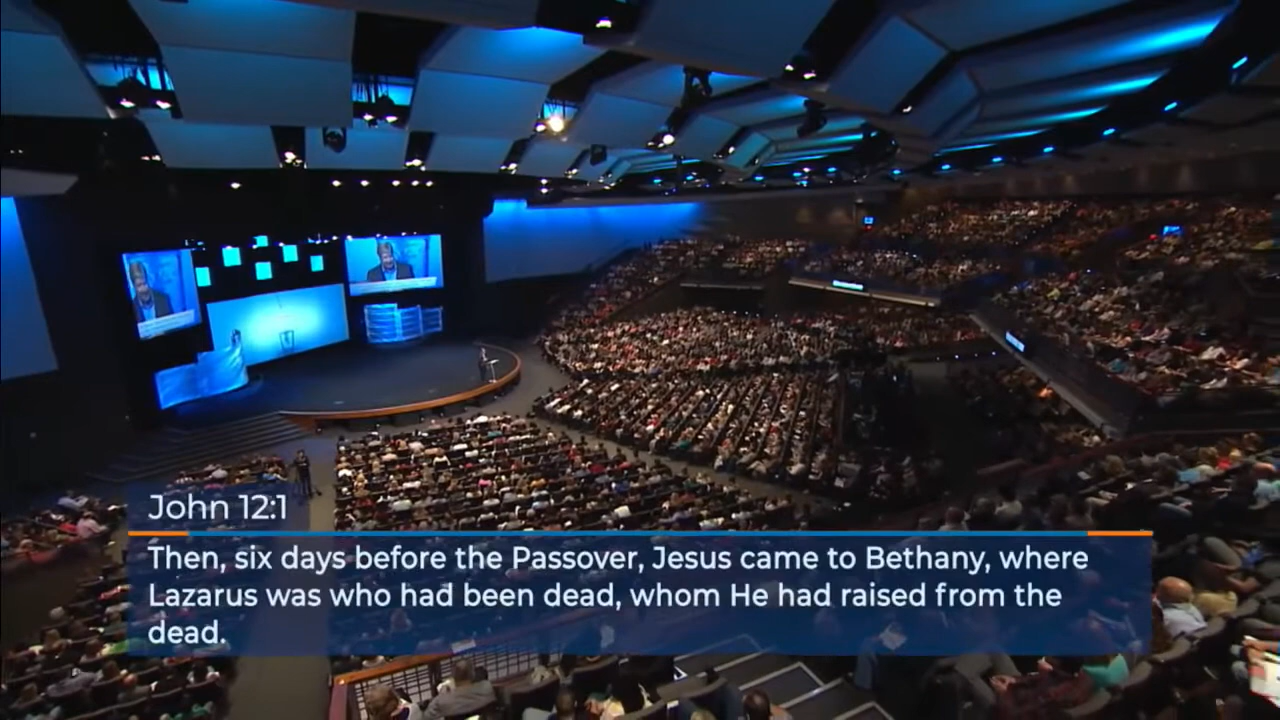 John 12:1
Then, six days before the Passover, Jesus came to Bethany, where
Lazarus was who had been dead, whom He had raised from the
dead.